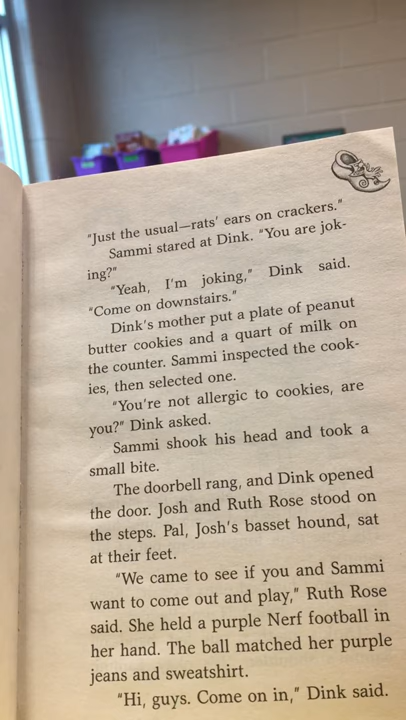 "Just the usual—rats' ears on crackers."
Sammi stared at Dink. "You are jok-
ing?"
"Yeah, I'm joking," Dink said.
"Come on downstairs."
Dink's mother put a plate of peanut
butter cookies and a quart of milk on
the counter. Sammi inspected the cook-
ies, then selected one.
"You're not allergic to cookies, are
you?" Dink asked.
Sammi shook his head and took a
small bite.
The doorbell rang, and Dink opened
the door. Josh and Ruth Rose stood on
the steps. Pal, Josh's basset hound, sat
at their feet.
"We came to see if you and Sammi
want to come out and play," Ruth Rose
said. She held a purple Nerf football in
her hand. The ball matched her purple
jeans and sweatshirt.
"Hi, guys. Come on in," Dink said.